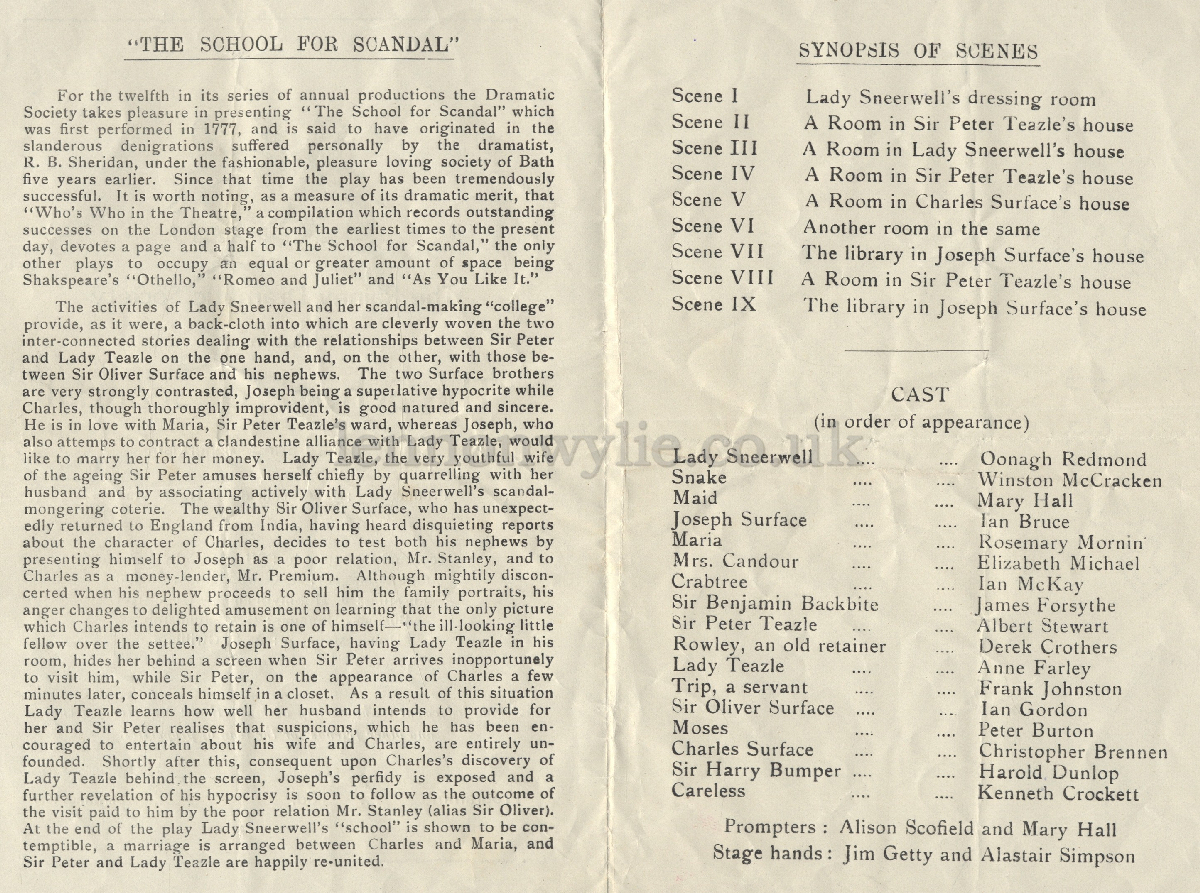 "THE SCHOOL FOR SCANDAL"
For the twelfth in its series of annual productions the Dramatic
Society takes pleasure in presenting "The School for Scandal" which
was first performed in 1777, and is said to have originated in the
slanderous denigrations suffered personally by the dramatist,
R. B. Sheridan, under the fashionable, pleasure loving society of Bath
five years earlier. Since that time the play has been tremendously
successful. It is worth noting, as a measure of its dramatic merit, that
"Who's Who in the Theatre," a compilation which records outstanding
successes on the London stage from the earliest times to the present
day, devotes a page and a half to "The School for Scandal," the only
other plays to occupy an equal or greater amount of space being
Shakspeare's "Othello," "Romeo and Juliet" and "As You Like It."
The activities of Lady Sneerwell and her scandal-making "college"
provide, as it were, a back-cloth into which are cleverly woven the two
inter-connected stories dealing with the relationships between Sir Peter
and Lady Teazle on the one hand, and, on the other, with those be-
tween Sir Oliver Surface and his nephews. The two Surface brothers
are very strongly contrasted, Joseph being a superlative hypocrite while
Charles, though thoroughly improvident, is good natured and sincere.
He is in love with Maria, Sir Peter Teazle's ward, whereas Joseph, who
also attemps to contract a clandestine alliance with Lady Teazle, would
like to marry her for her money. Lady Teazle, the very youthful wife
of the ageing Sir Peter amuses herself chiefly by quarrelling with her
husband and by associating actively with Lady Sneerwell's scandal-
mongering coterie. The wealthy Sir Oliver Surface, who has unexpect-
edly returned to England from India, having heard disquieting reports
about the character of Charles, decides to test both his nephews by
presenting himself to Joseph as a poor relation, Mr. Stanley, and to
Charles as a money-lender, Mr. Premium. Although mightily discon-
certed when his nephew proceeds to sell him the family portraits, his
anger changes to delighted amusement on learning that the only picture
which Charles intends to retain is one of himself—"the ill-looking little
fellow over the settee." Joseph Surface, having Lady Teazle in his
room, hides her behind a screen when Sir Peter arrives inopportunely
to visit him, while Sir Peter, on the appearance of Charles a few
minutes later, conceals himself in a closet. As a result of this situation
Lady Teazle learns how well her husband intends to provide for
her and Sir Peter realises that suspicions, which he has been en-
couraged to entertain about his wife and Charles, are entirely un-
founded. Shortly after this, consequent upon Charles's discovery of
Lady Teazle behind the screen, Joseph's perfidy is exposed and a
further revelation of his hypocrisy is soon to follow as the outcome of
the visit paid to him by the poor relation Mr. Stanley (alias Sir Oliver).
At the end of the play Lady Sneerwell's "school" is shown to be con-
temptible, a marriage is arranged between Charles and Maria, and
Sir Peter and Lady Teazle are happily re-united.
SYNOPSIS OF SCENES
Scene I Lady Sneerwell's dressing room
Scene II A Room in Sir Peter Teazle's house
Scene III A Room in Lady Sneerwell's house
Scene IV A Room in Sir Peter Teazle's house
Scene V A Room in Charles Surface's house
Scene VI Another room in the same
Scene VII The library in Joseph Surface's house
Scene VIII A Room in Sir Peter Teazle's house
Scene IX The library in Joseph Surface's house
CAST
(in order of appearance)
Lady Sneerwell .... .... Oonagh Redmond
Snake .... .... Winston McCracken
Maid .... .... Mary Hall
Joseph Surface .... .... Ian Bruce
Maria .... .... Rosemary Mornin
Mrs. Candour .... .... Elizabeth Michael
Crabtree .... .... Ian McKay
Sir Benjamin Backbite .... James Forsythe
Sir Peter Teazle .... .... Albert Stewart
Rowley, an old retainer .... Derek Crothers
Lady Teazle .... .... Anne Farley
Trip, a servant .... .... Frank Johnston
Sir Oliver Surface .... .... Ian Gordon
Moses .... .... Peter Burton
Charles Surface .... .... Christopher Brennen
Sir Harry Bumper .... .... Harold Dunlop
Careless .... .... Kenneth Crockett
Prompters : Alison Scofield and Mary Hall
Stage hands : Jim Getty and Alastair Simpson